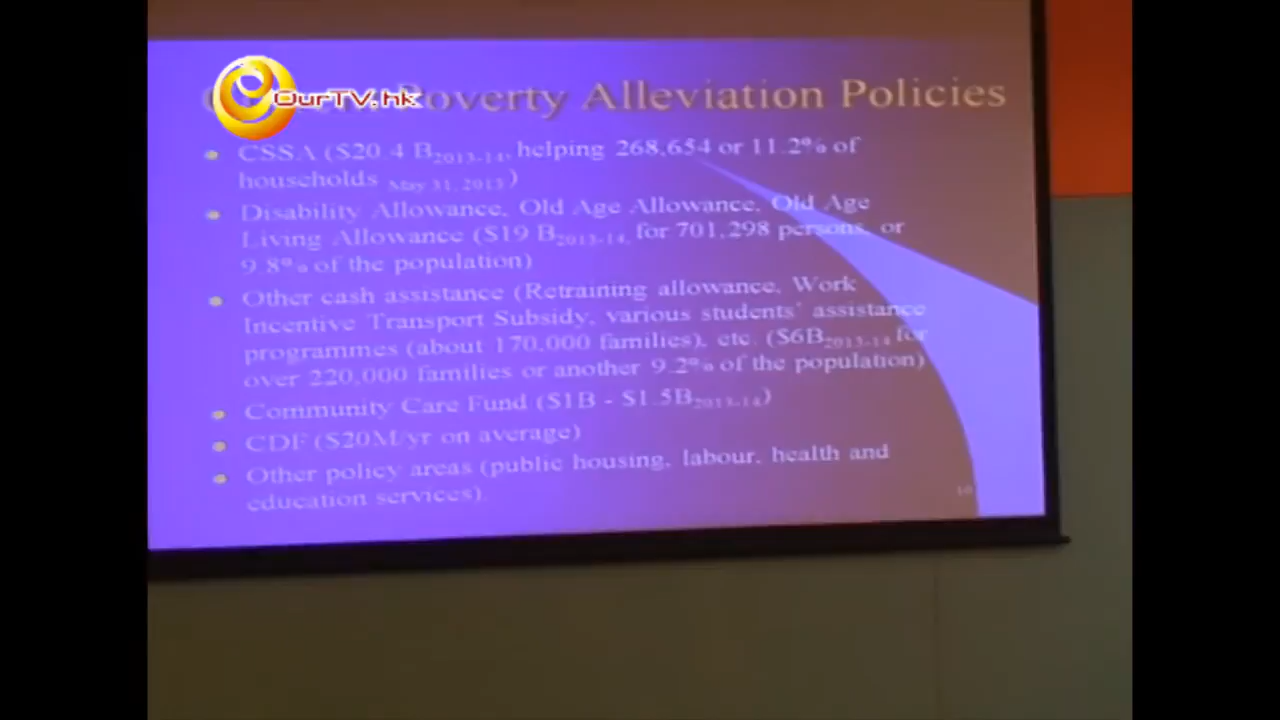 OurTV.hk
Poverty Alleviation Policies
CSSA ($20.4 B2013-14, helping 268,654 or 11.2% of
households May 31, 2013)
Disability Allowance, Old Age Allowance, Old Age
Living Allowance ($19 B2013-14, for 701,298 persons, or
9.8% of the population)
Other cash assistance (Retraining allowance, Work
Incentive Transport Subsidy, various students' assistance
programmes (about 170,000 families), etc. ($6B2013-14 for
over 220,000 families or another 9.2% of the population)
Community Care Fund ($1B - $1.5B2013-14)
CDF ($20M/yr on average)
Other policy areas (public housing, labour, health and
education services).